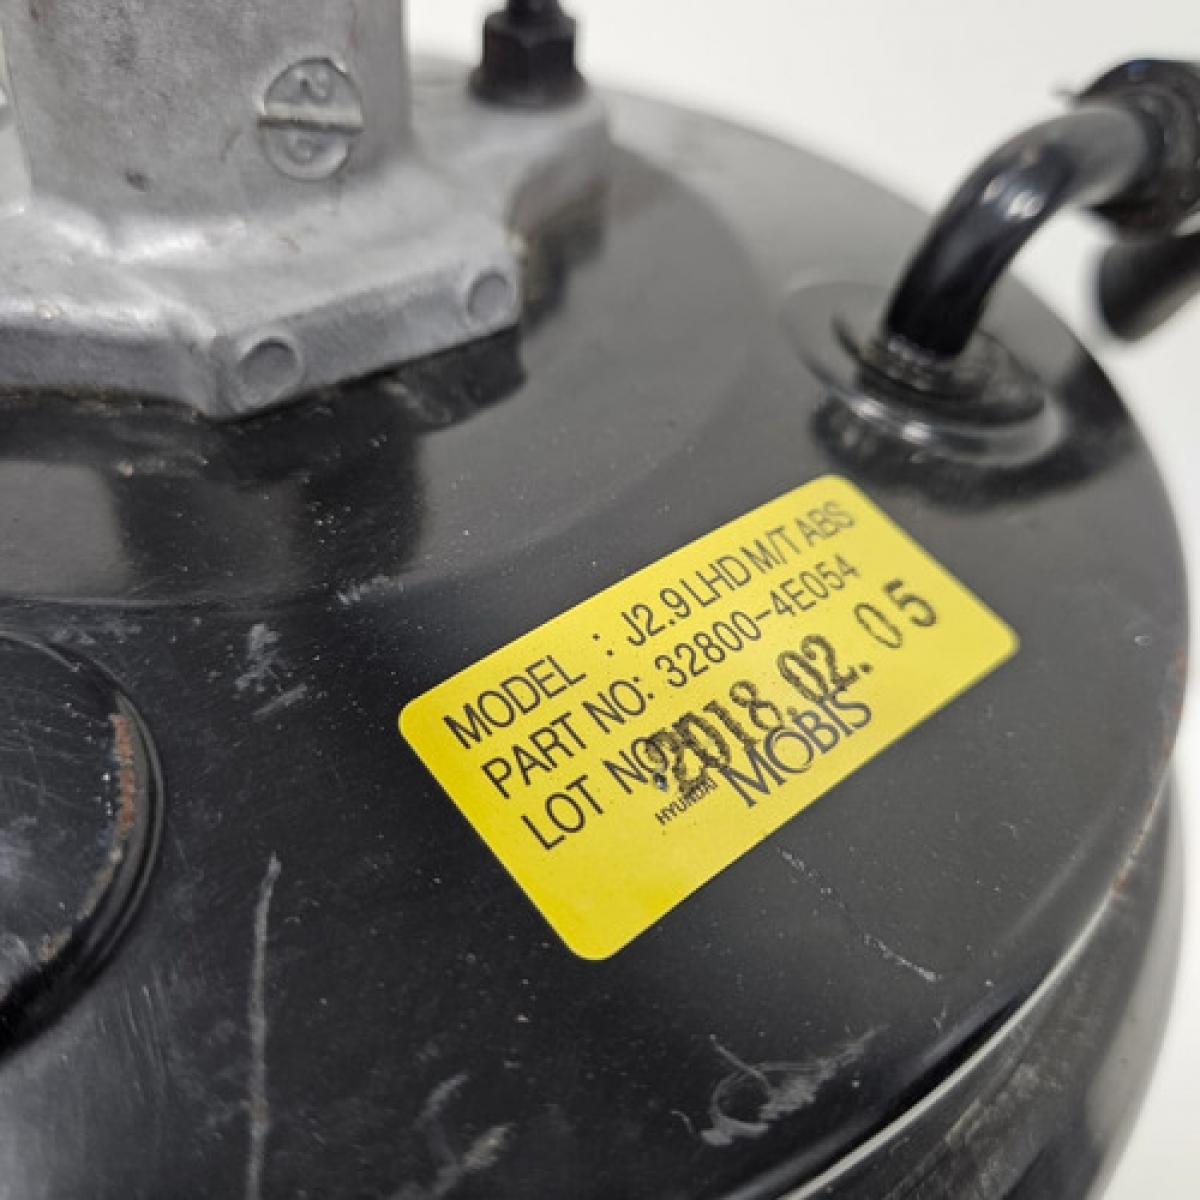 MODEL : J2.9 LHD M/T ABS
PART NO: 32800-4E054
LOT NO: 2018.02.05
HYUNDAI MOBIS